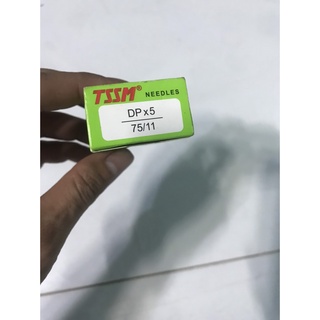 TSSM® NEEDLES
DP x 5
75/11